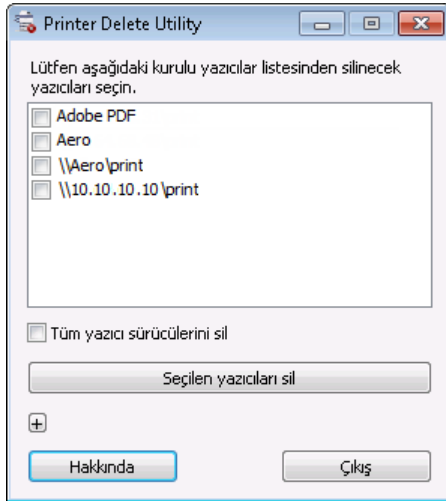 Printer Delete Utility
Lütfen aşağıdaki kurulu yazıcılar listesinden silinecek
yazıcıları seçin.
Adobe PDF
Aero
\\Aero\print
\\10.10.10.10\print
Tüm yazıcı sürücülerini sil
Seçilen yazıcıları sil
Hakkında
Çıkış